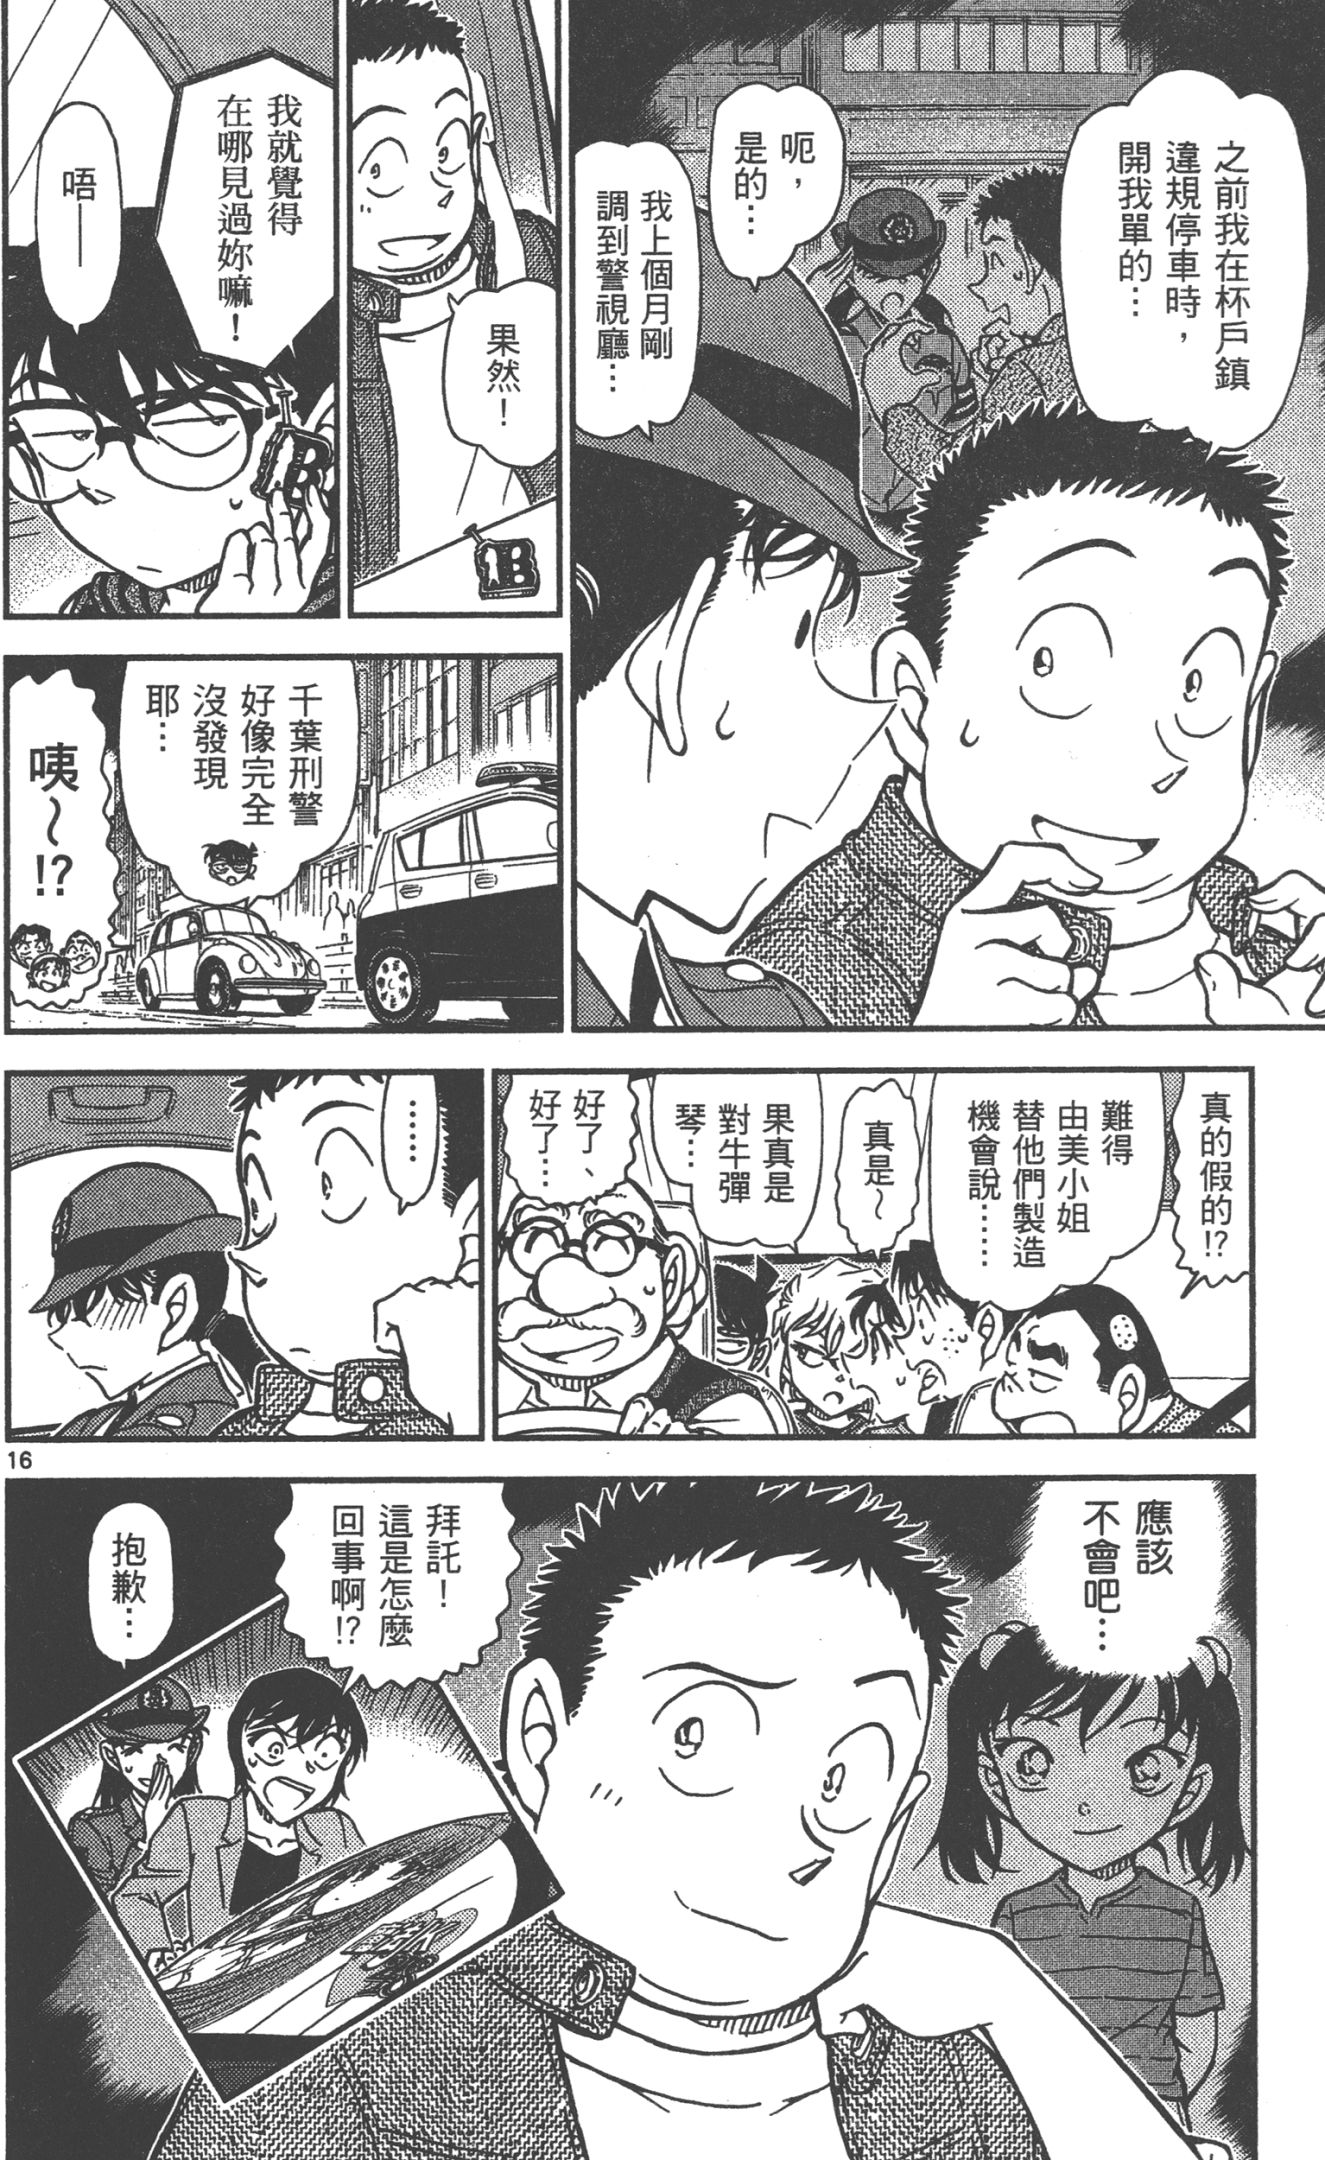 之前我在杯戶鎮
違規停車時，
開我單的…
呃，
是的…
我上個月剛
調到警視廳…
果然！
我就覺得
在哪見過妳嘛！
唔——
千葉刑警
好像完全
沒發現
耶…
咦～!?
真的假的!?
難得
由美小姐
替他們製造
機會說……
真是～
果真是
對牛彈
琴…
好了、
好了…
……
16
應該
不會吧…
拜託！
這是怎麼
回事啊!?
抱歉…